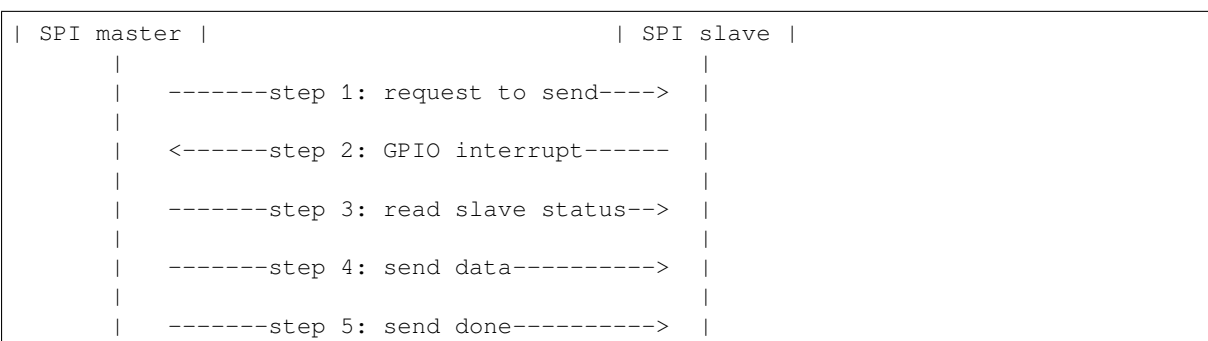 | SPI master |                                | SPI slave |
      |                                            |
      |   -------step 1: request to send---->  |
      |                                            |
      |   <------step 2: GPIO interrupt------  |
      |                                            |
      |   -------step 3: read slave status-->  |
      |                                            |
      |   -------step 4: send data---------->  |
      |                                            |
      |   -------step 5: send done---------->  |